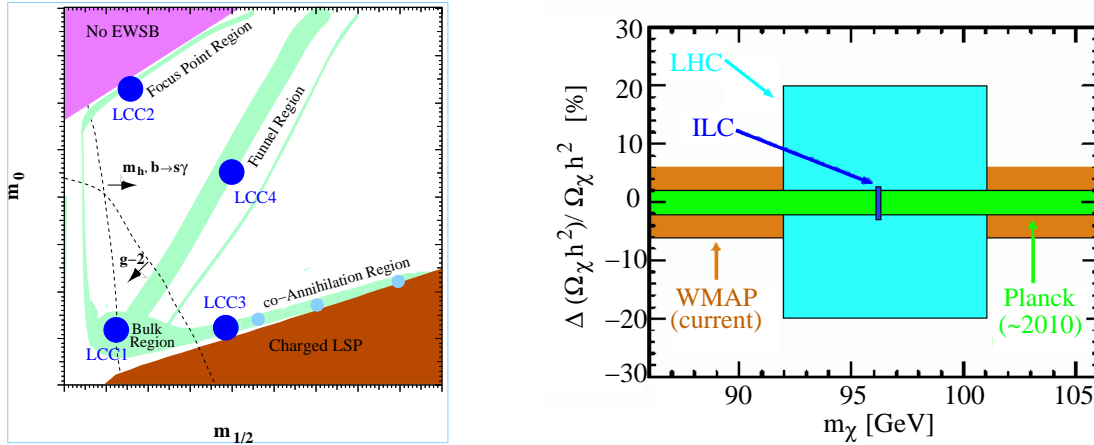 No EWSB
Focus Point Region
LCC2
Funnel Region
m_h, b→sγ
LCC4
m_0
g−2
co−Annihilation Region
LCC3
Bulk
Region
LCC1
Charged LSP
m_1/2
Δ (Ω_χ h²)/ Ω_χ h² [%]
30
20
10
0
−10
−20
−30
LHC
ILC
WMAP
(current)
Planck
(~2010)
90 95 100 105
m_χ [GeV]